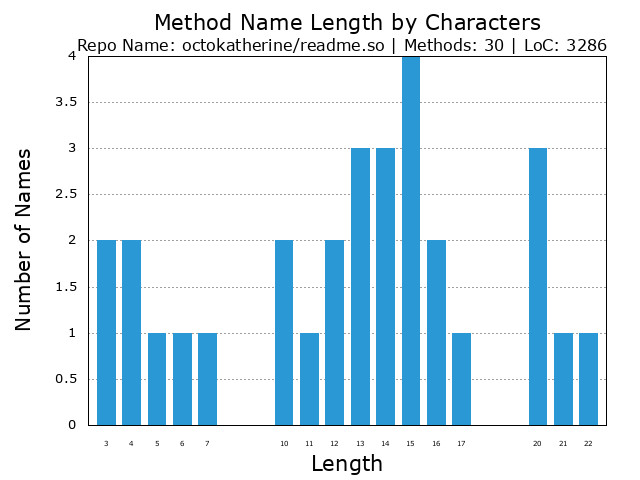 Method Name Length by Characters
Repo Name: octokatherine/readme.so | Methods: 30 | LoC: 3286
Number of Names
4
3.5
3
2.5
2
1.5
1
0.5
0
3 4 5 6 7 10 11 12 13 14 15 16 17 20 21 22
Length